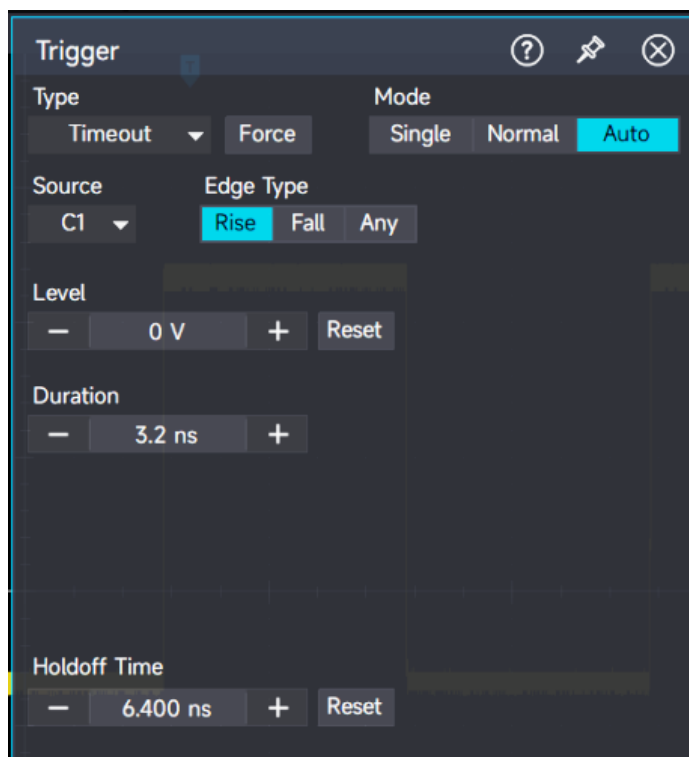 Trigger
T
Type Mode
Timeout Force Single Normal Auto
Source Edge Type
C1 Rise Fall Any
Level
0 V Reset
Duration
3.2 ns
Holdoff Time
6.400 ns Reset